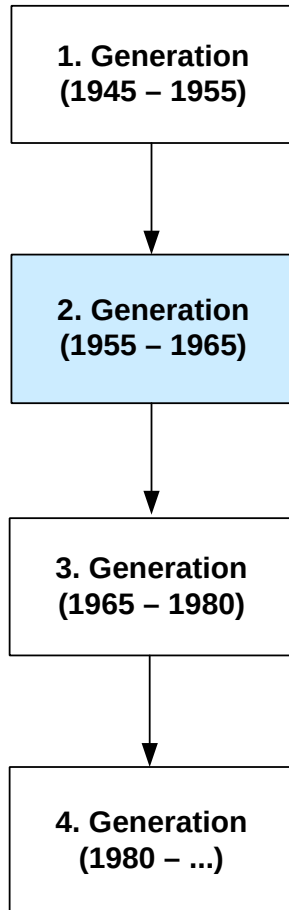 1. Generation
(1945 – 1955)
2. Generation
(1955 – 1965)
3. Generation
(1965 – 1980)
4. Generation
(1980 – ...)